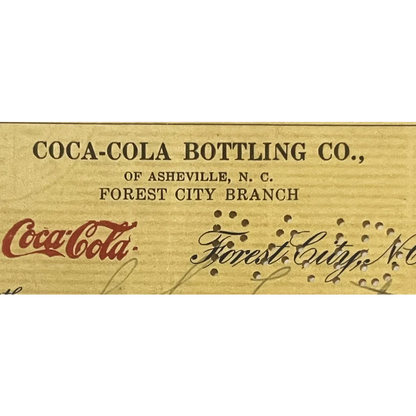 COCA-COLA BOTTLING CO.,
OF ASHEVILLE, N. C.
FOREST CITY BRANCH
Coca-Cola
Forest City, N.C